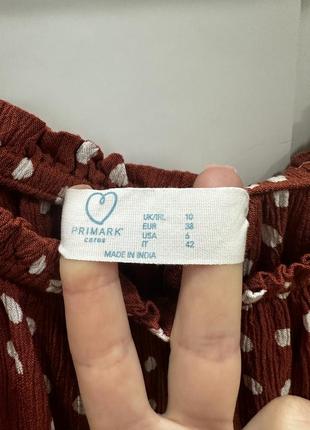 PRIMARK®
cares
UK/IRL 10
EUR 38
USA 6
IT 42
MADE IN INDIA